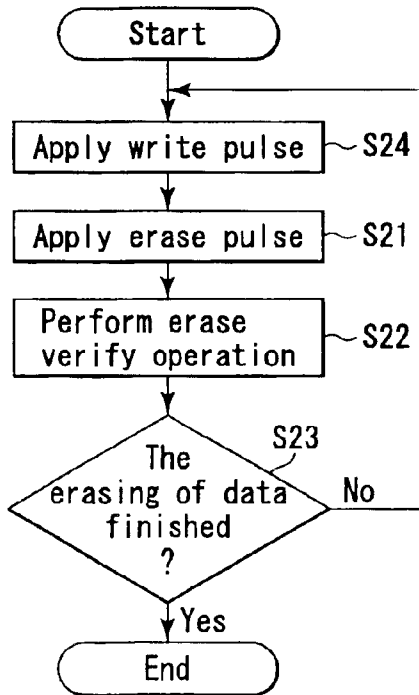 Start
Apply write pulse
S24
Apply erase pulse
S21
Perform erase
verify operation
S22
S23
The
erasing of data
finished
?
No
Yes
End